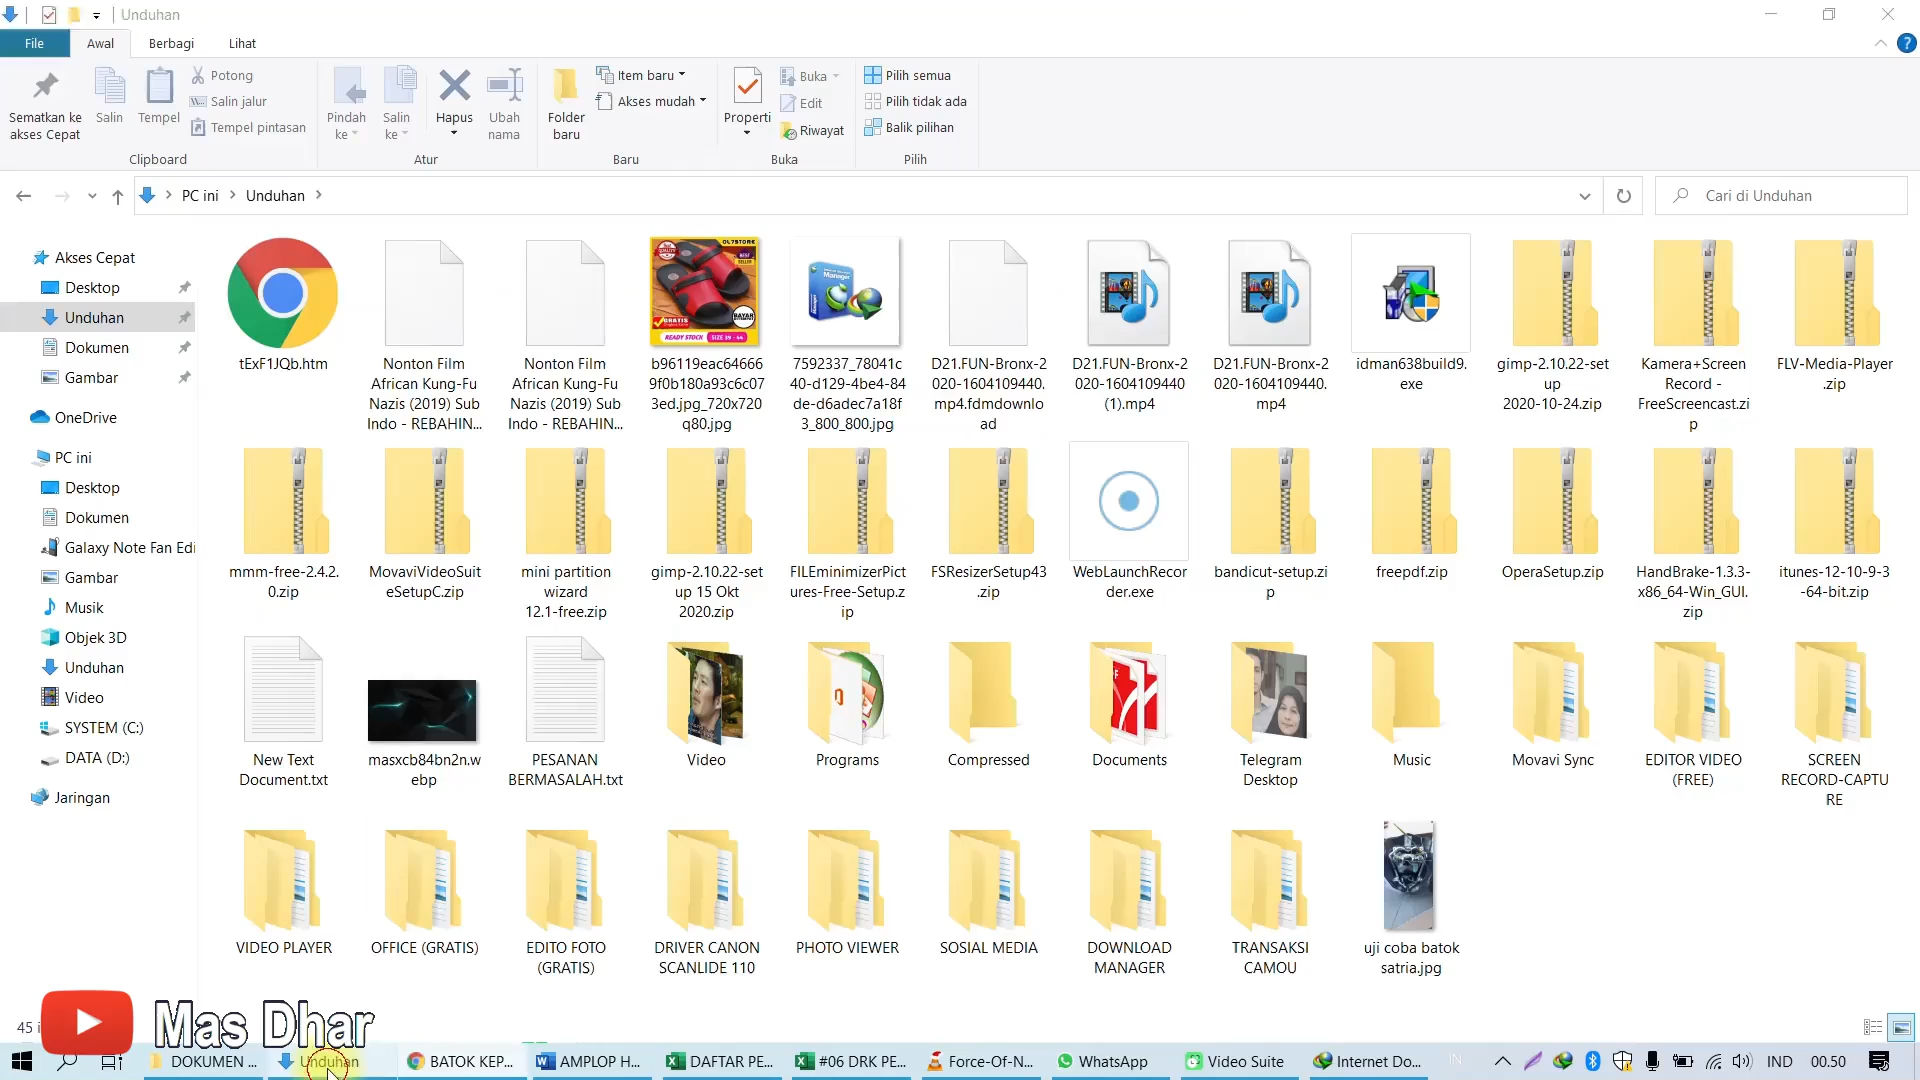 Unduhan
File
Awal
Berbagi
Lihat
Sematkan ke
akses Cepat
Salin
Tempel
Potong
Salin jalur
Tempel pintasan
Clipboard
Pindah
ke
Salin
ke
Hapus
Ubah
nama
Atur
Folder
baru
Item baru
Akses mudah
Baru
Properti
Buka
Edit
Riwayat
Buka
Pilih semua
Pilih tidak ada
Balik pilihan
Pilih
PC ini
Unduhan
Cari di Unduhan
Akses Cepat
Desktop
Unduhan
Dokumen
Gambar
OneDrive
PC ini
Desktop
Dokumen
Galaxy Note Fan Edi
Gambar
Musik
Objek 3D
Unduhan
Video
SYSTEM (C:)
DATA (D:)
Jaringan
tExF1JQb.htm
Nonton Film
African Kung-Fu
Nazis (2019) Sub
Indo - REBAHIN...
Nonton Film
African Kung-Fu
Nazis (2019) Sub
Indo - REBAHIN...
OL7STORE
BEST
SELLER
GRATIS
BAYAR
READY STOCK
SIZE 39 - 44
b96119eac64666
9f0b180a93c6c07
3ed.jpg_720x720
q80.jpg
Manager
7592337_78041c
40-d129-4be4-84
de-d6adec7a18f
3_800_800.jpg
D21.FUN-Bronx-2
020-1604109440.
mp4.fdmdownlo
ad
D21.FUN-Bronx-2
020-1604109440
(1).mp4
D21.FUN-Bronx-2
020-1604109440.
mp4
idman638build9.
exe
gimp-2.10.22-set
up
2020-10-24.zip
Kamera+Screen
Record -
FreeScreencast.zi
p
FLV-Media-Player
.zip
mmm-free-2.4.2.
0.zip
MovaviVideoSuit
eSetupC.zip
mini partition
wizard
12.1-free.zip
gimp-2.10.22-set
up 15 Okt
2020.zip
FILEminimizerPict
ures-Free-Setup.z
ip
FSResizerSetup43
.zip
WebLaunchRecor
der.exe
bandicut-setup.zi
p
freepdf.zip
OperaSetup.zip
HandBrake-1.3.3-
x86_64-Win_GUI.
zip
itunes-12-10-9-3
-64-bit.zip
New Text
Document.txt
masxcb84bn2n.w
ebp
PESANAN
BERMASALAH.txt
Video
Programs
Compressed
Documents
Telegram
Desktop
Music
Movavi Sync
EDITOR VIDEO
(FREE)
SCREEN
RECORD-CAPTU
RE
VIDEO PLAYER
OFFICE (GRATIS)
EDITO FOTO
(GRATIS)
DRIVER CANON
SCANLIDE 110
PHOTO VIEWER
SOSIAL MEDIA
DOWNLOAD
MANAGER
TRANSAKSI
CAMOU
uji coba batok
satria.jpg
45 i
Mas Dhar
DOKUMEN ...
Unduhan
BATOK KEP...
AMPLOP H...
DAFTAR PE...
#06 DRK PE...
Force-Of-N...
WhatsApp
Video Suite
Internet Do...
IN
IND
00.50